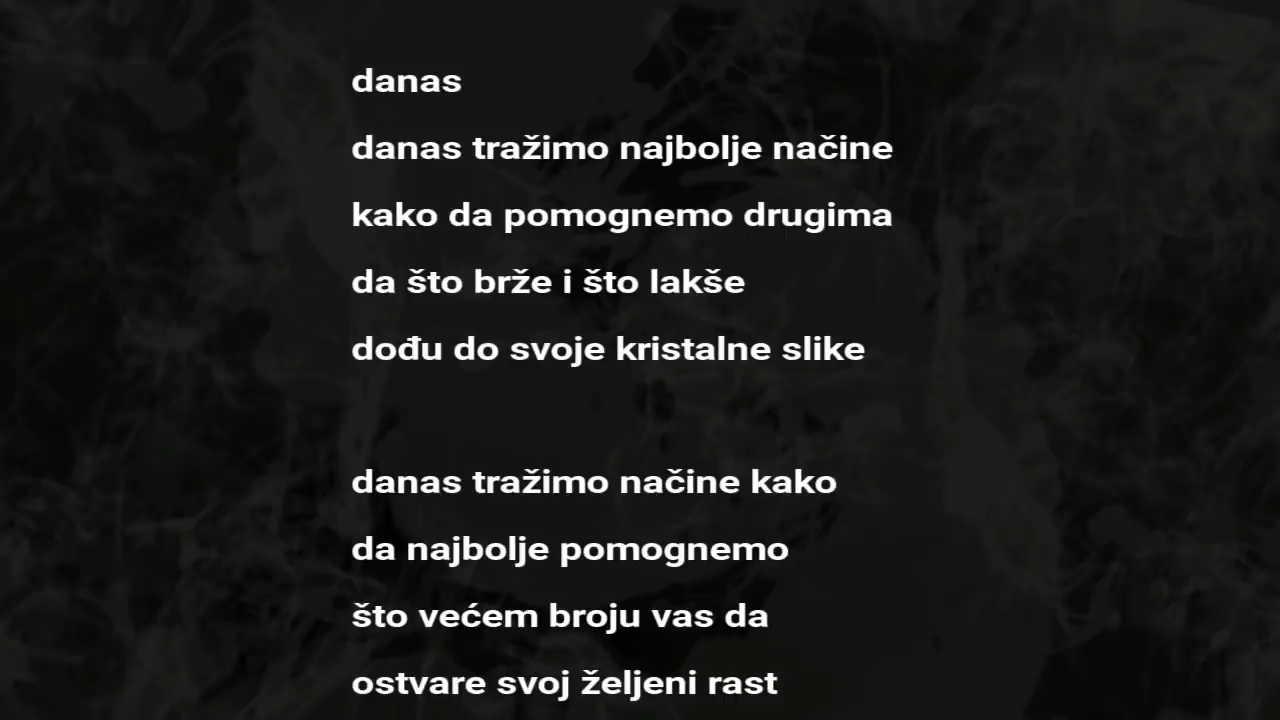 danas
danas tražimo najbolje načine
kako da pomognemo drugima
da što brže i što lakše
dođu do svoje kristalne slike
danas tražimo načine kako
da najbolje pomognemo
što većem broju vas da
ostvare svoj željeni rast